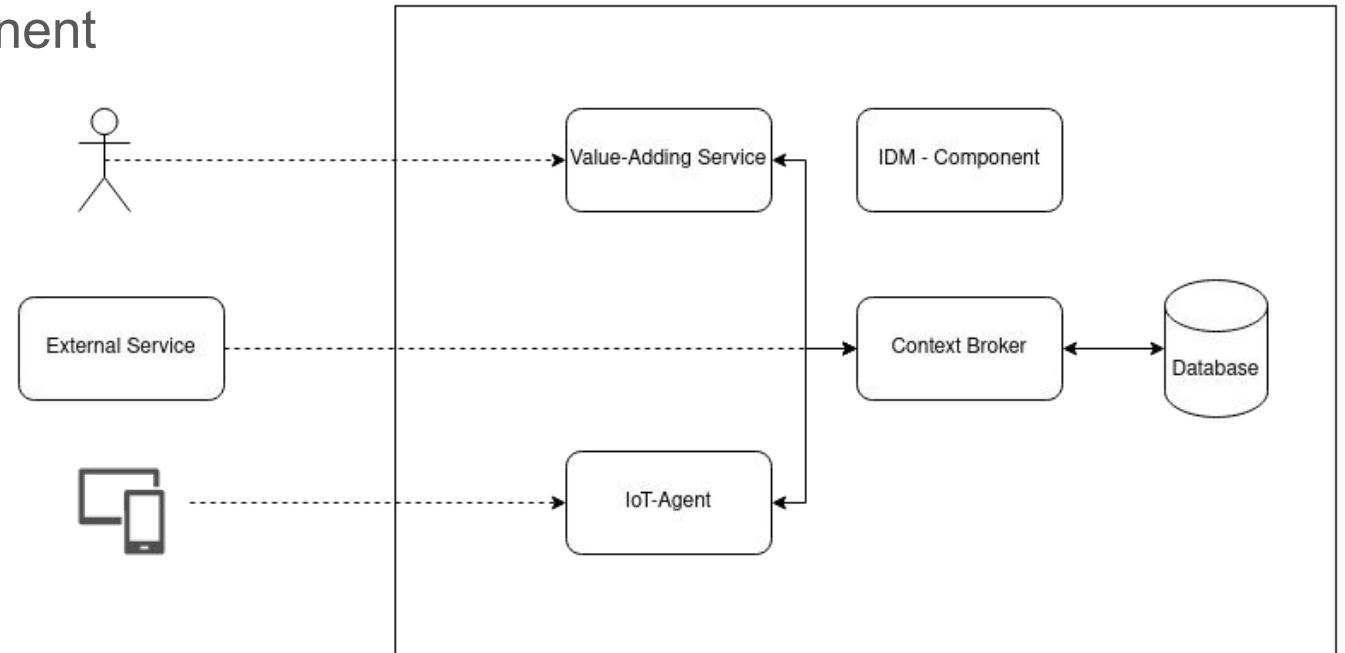 nent
Value-Adding Service
IDM - Component
External Service
Context Broker
Database
IoT-Agent